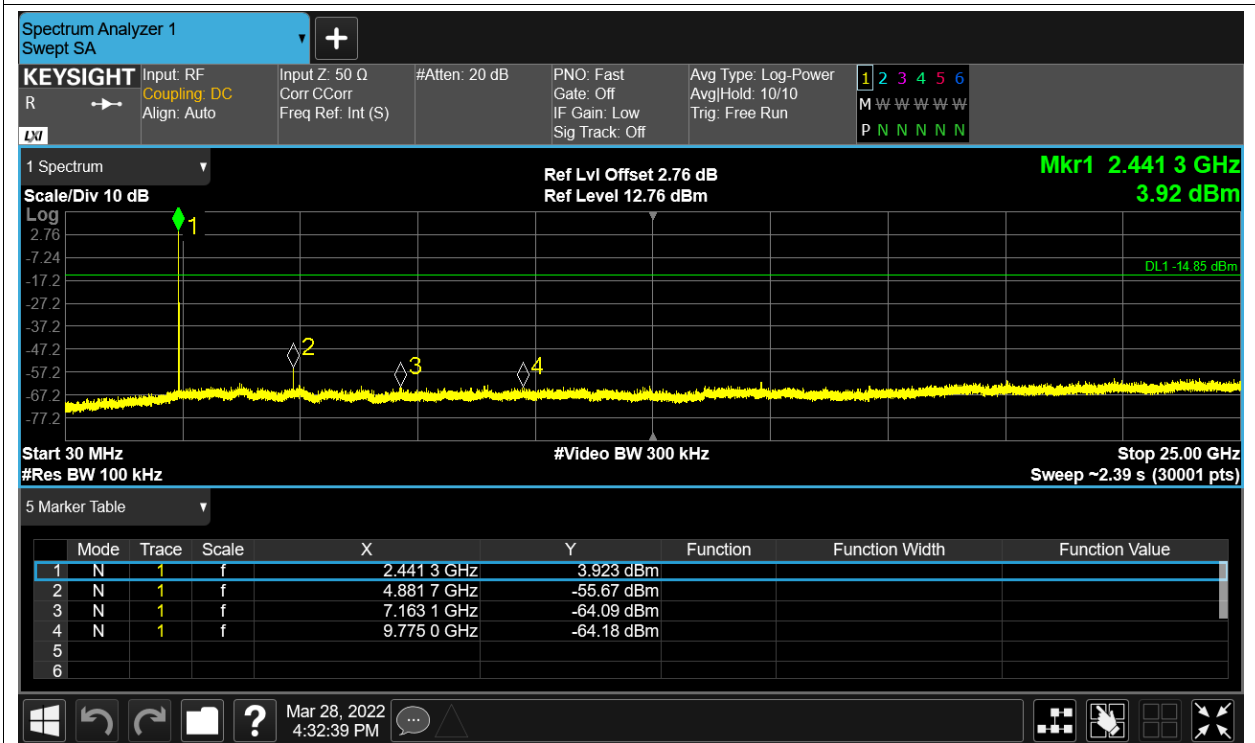 Spectrum Analyzer 1
Swept SA
KEYSIGHT
R
LXI
Input: RF
Coupling: DC
Align: Auto
Input Z: 50 Ω
Corr CCorr
Freq Ref: Int (S)
#Atten: 20 dB
PNO: Fast
Gate: Off
IF Gain: Low
Sig Track: Off
Avg Type: Log-Power
Avg|Hold: 10/10
Trig: Free Run
1 2 3 4 5 6
M W W W W W
P N N N N N
1 Spectrum
Scale/Div 10 dB
Ref Lvl Offset 2.76 dB
Ref Level 12.76 dBm
Mkr1 2.441 3 GHz
3.92 dBm
Log
2.76
-7.24
-17.2
-27.2
-37.2
-47.2
-57.2
-67.2
-77.2
1
2
3
4
DL1 -14.85 dBm
Start 30 MHz
#Res BW 100 kHz
#Video BW 300 kHz
Stop 25.00 GHz
Sweep ~2.39 s (30001 pts)
5 Marker Table
Mode Trace Scale X Y Function Function Width Function Value
1 N 1 f 2.441 3 GHz 3.923 dBm
2 N 1 f 4.881 7 GHz -55.67 dBm
3 N 1 f 7.163 1 GHz -64.09 dBm
4 N 1 f 9.775 0 GHz -64.18 dBm
5
6
?
Mar 28, 2022
4:32:39 PM